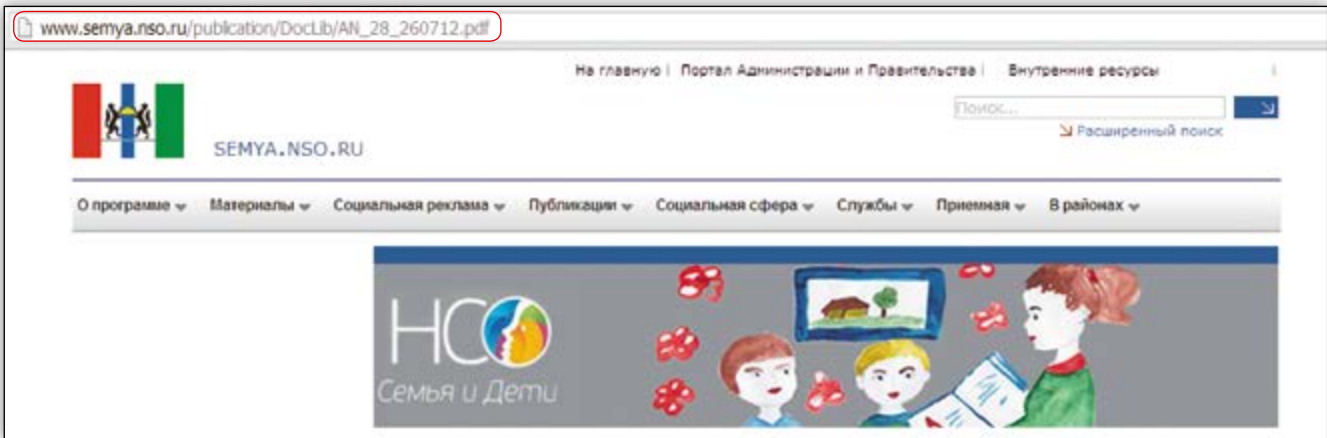 www.semya.nso.ru/publication/DocLib/AN_28_260712.pdf
На главную | Портал Администрации и Правительства | Внутренние ресурсы |
Поиск...
Расширенный поиск
SEMYA.NSO.RU
О программе Материалы Социальная реклама Публикации Социальная сфера Службы Приемная В районах
НСО
Семья и Дети